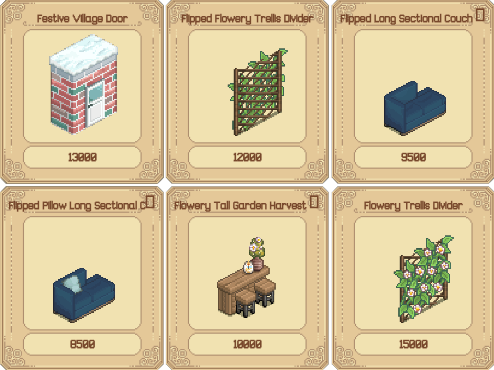 Festive Village Door
13000
Flipped Flowery Trellis Divider
12000
Flipped Long Sectional Couch
9500
Flipped Pillow Long Sectional C
8500
Flowery Tall Garden Harvest
10000
Flowery Trellis Divider
15000